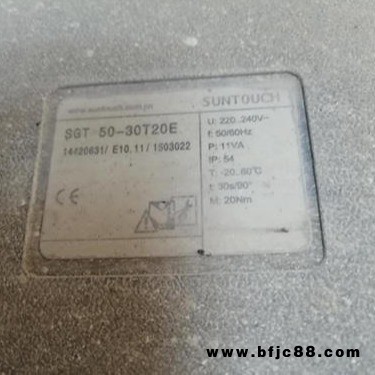 SUNTOUCH
SGT 50-30T20E
14420631/ E10.11/ 1503022
U: 220..240V~
f: 50/60Hz
P: 11VA
IP: 54
T: -20..60°C
t: 30s/90°
M: 20Nm
CE
www.bfjc88.com